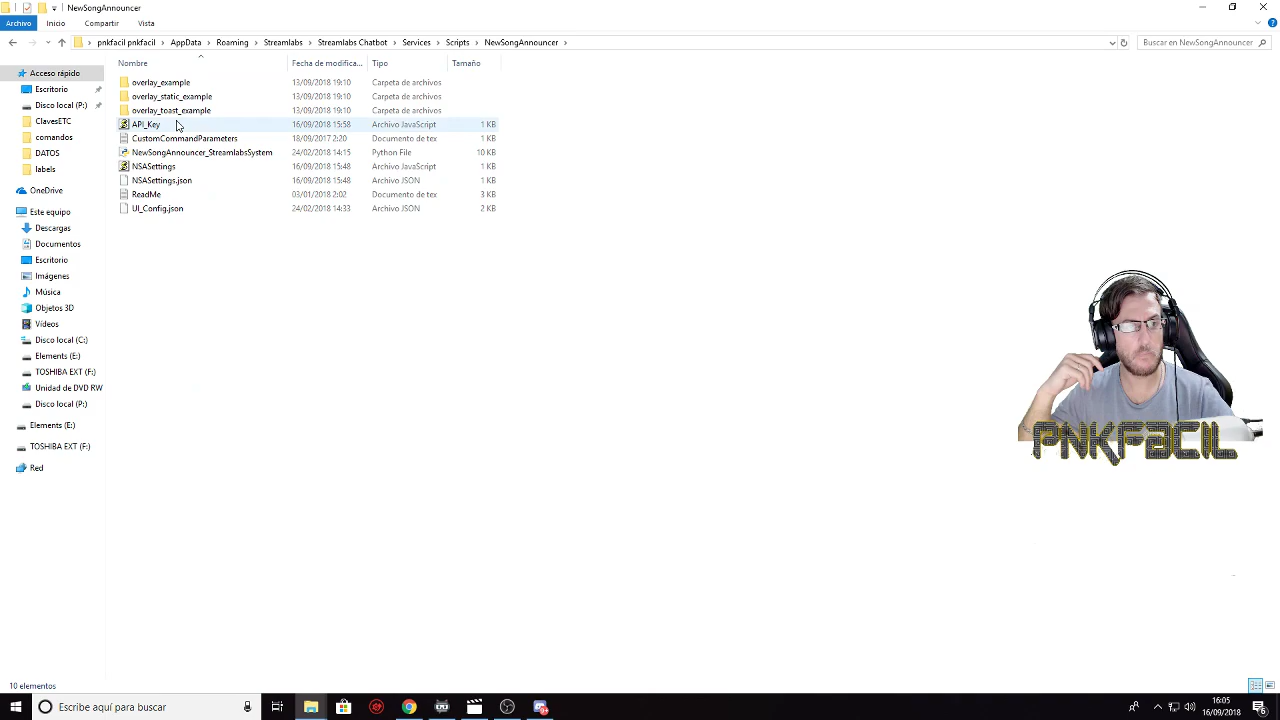 NewSongAnnouncer
Archivo Inicio Compartir Vista
pnkfacil pnkfacil > AppData > Roaming > Streamlabs > Streamlabs Chatbot > Services > Scripts > NewSongAnnouncer >
Buscar en NewSongAnnouncer
Nombre Fecha de modifica... Tipo Tamaño
overlay_example 13/09/2018 19:10 Carpeta de archivos
overlay_static_example 13/09/2018 19:10 Carpeta de archivos
overlay_toast_example 13/09/2018 19:10 Carpeta de archivos
API_Key 16/09/2018 15:58 Archivo JavaScript 1 KB
CustomCommandParameters 18/09/2017 2:20 Documento de tex 1 KB
NewSongAnnouncer_StreamlabsSystem 24/02/2018 14:15 Python File 10 KB
NSASettings 16/09/2018 15:48 Archivo JavaScript 1 KB
NSASettings.json 16/09/2018 15:48 Archivo JSON 1 KB
ReadMe 03/01/2018 2:02 Documento de tex 3 KB
UI_Config.json 24/02/2018 14:33 Archivo JSON 2 KB
Acceso rápido
Escritorio
Disco local (P:)
ClavesETC
comandos
DATOS
labels
OneDrive
Este equipo
Descargas
Documentos
Escritorio
Imágenes
Música
Objetos 3D
Vídeos
Disco local (C:)
Elements (E:)
TOSHIBA EXT (F:)
Unidad de DVD RW
Disco local (P:)
Elements (E:)
TOSHIBA EXT (F:)
Red
PNKFACIL
10 elementos
Escribe aquí para buscar
16:05
16/09/2018
6